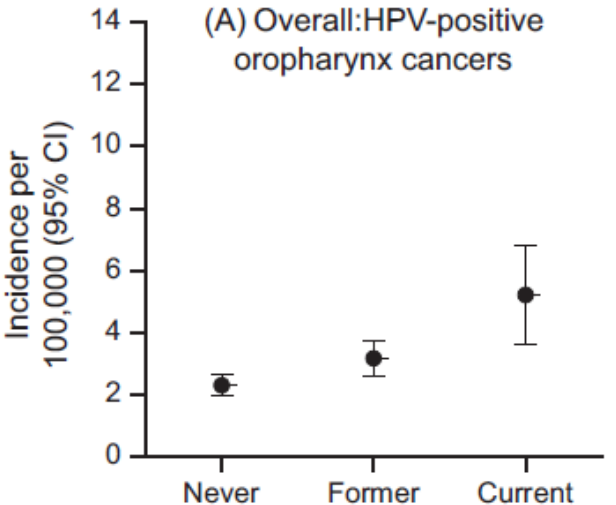 (A) Overall:HPV-positive
oropharynx cancers
Incidence per
100,000 (95% CI)
14
12
10
8
6
4
2
0
Never Former Current